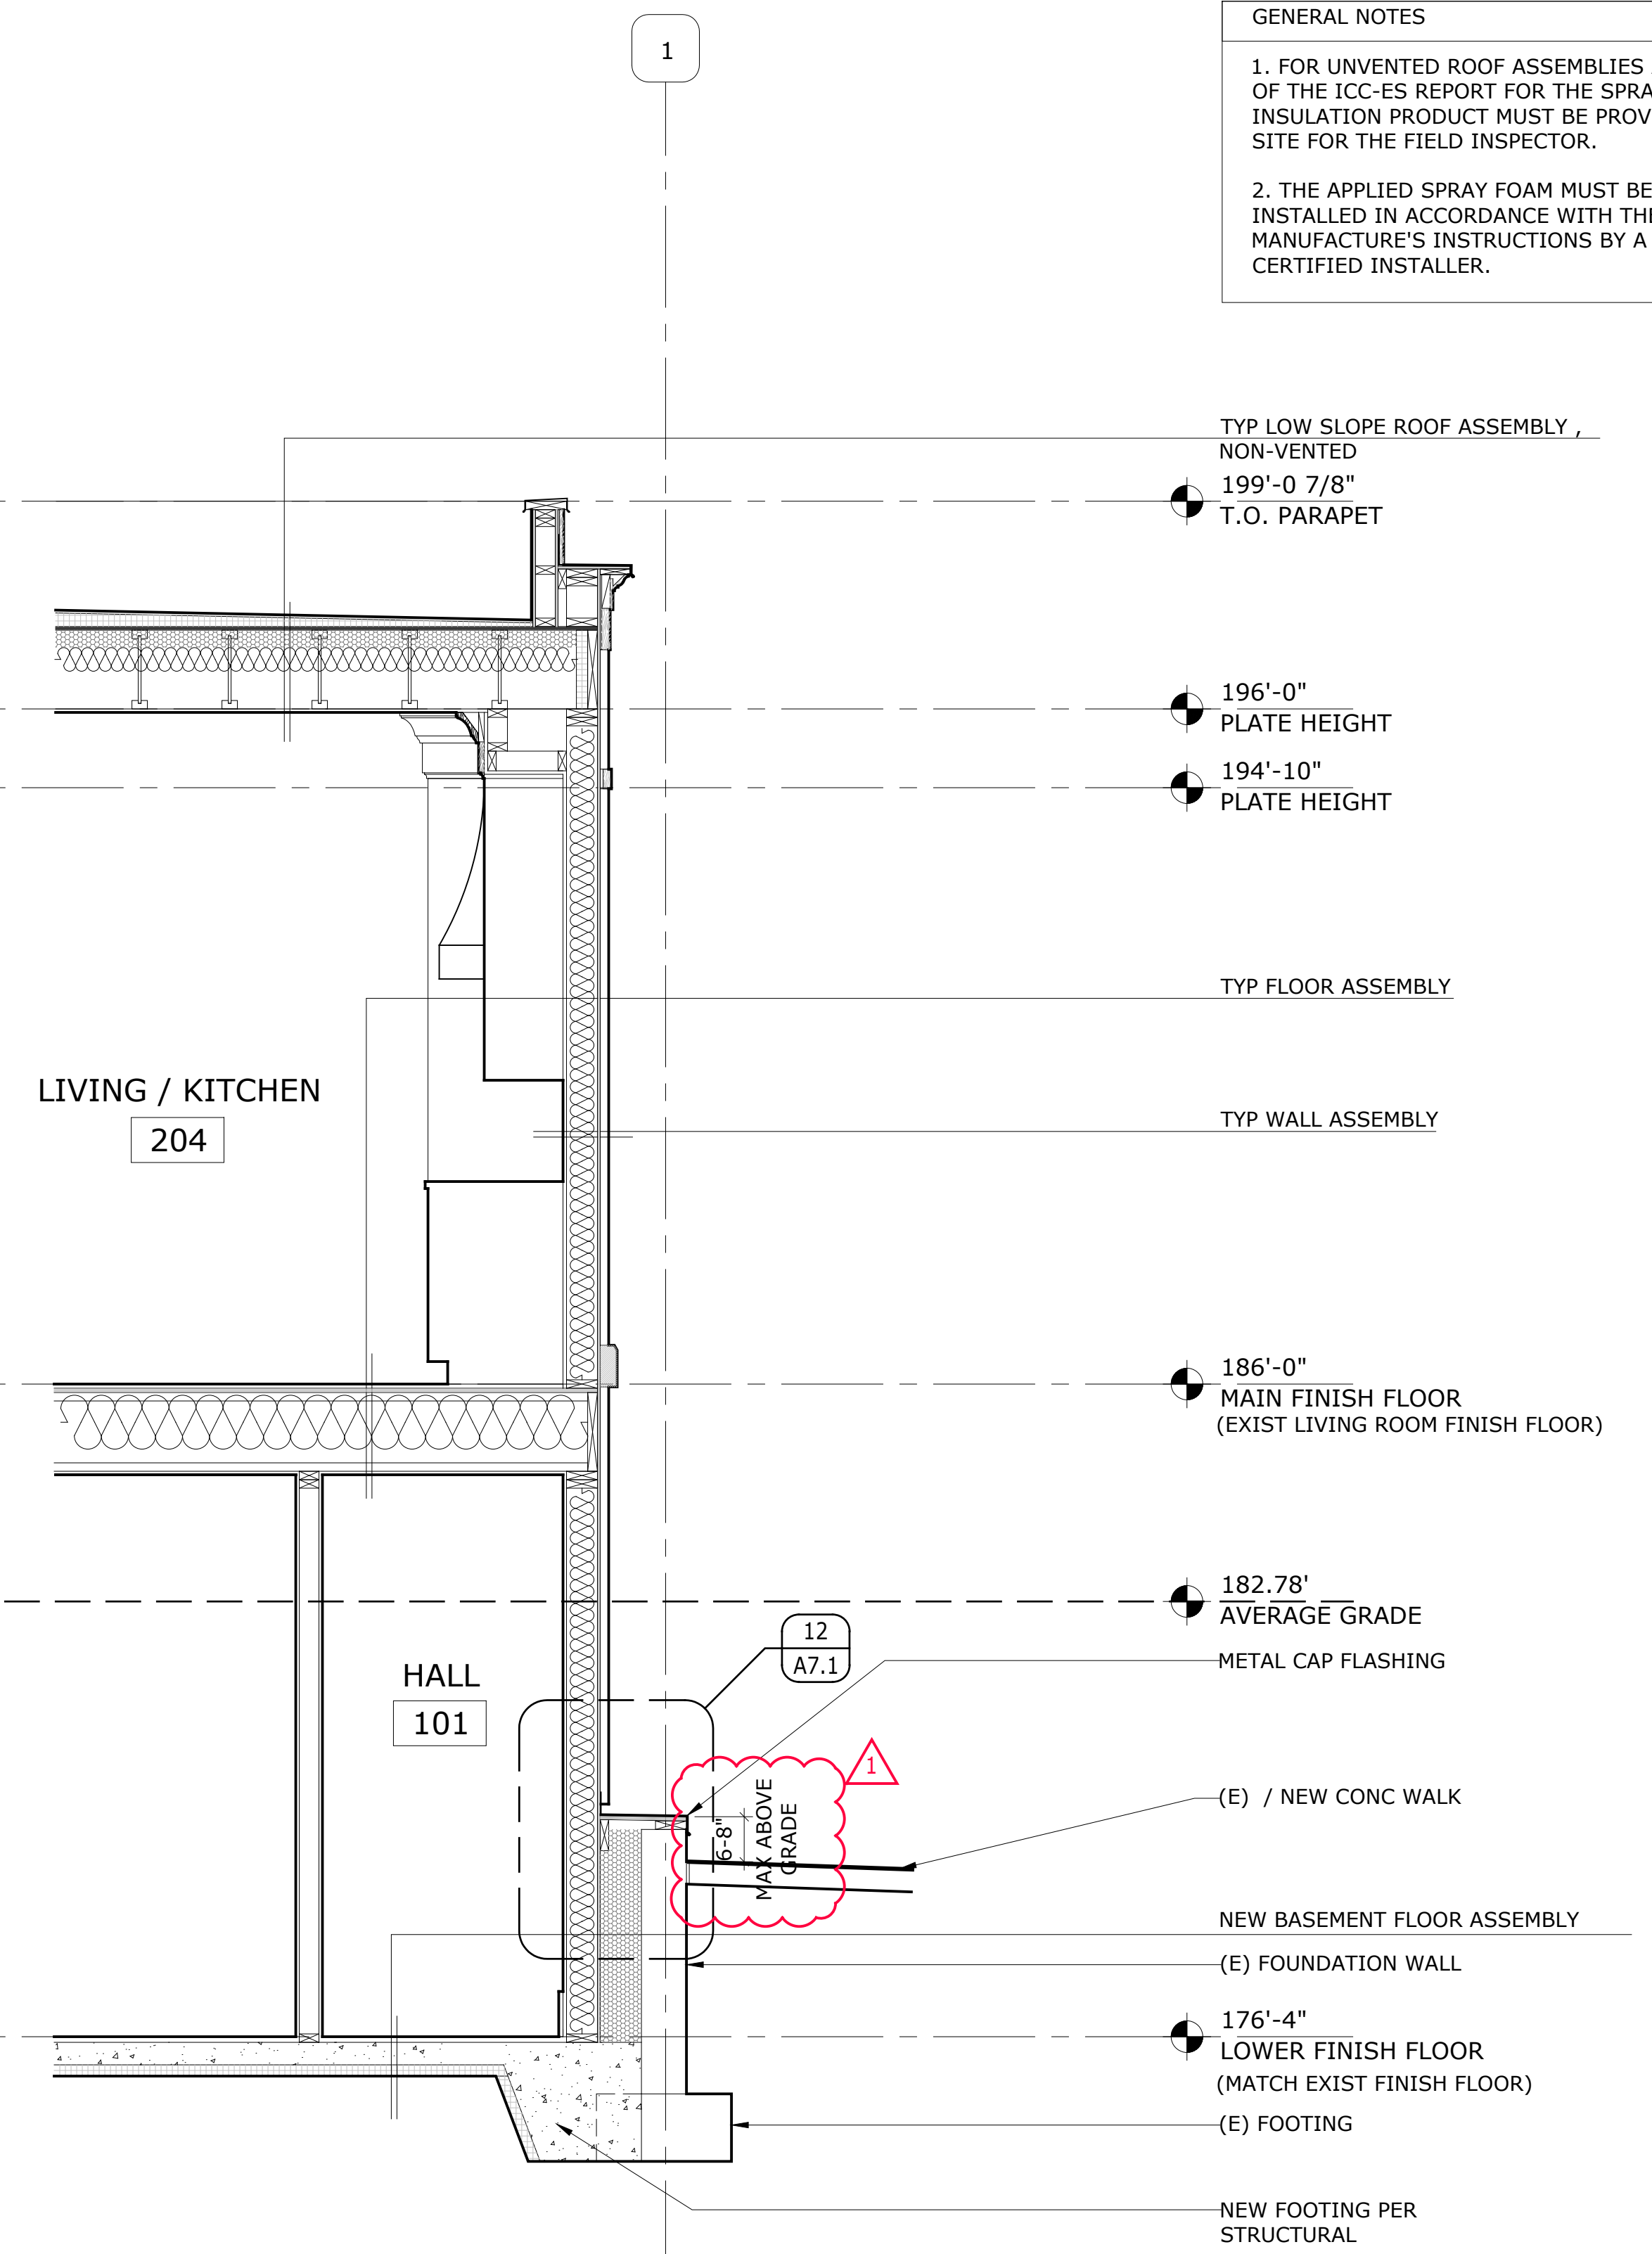 1
GENERAL NOTES
1. FOR UNVENTED ROOF ASSEMBLIES
OF THE ICC-ES REPORT FOR THE
INSULATION PRODUCT MUST BE
SITE FOR THE FIELD INSPECTOR.
2. THE APPLIED SPRAY FOAM MUST BE
INSTALLED IN ACCORDANCE WITH
MANUFACTURE'S INSTRUCTIONS BY A
CERTIFIED INSTALLER.
TYP LOW SLOPE ROOF ASSEMBLY ,
NON-VENTED
199'-0 7/8"
T.O. PARAPET
196'-0"
PLATE HEIGHT
194'-10"
PLATE HEIGHT
TYP FLOOR ASSEMBLY
LIVING / KITCHEN
204
TYP WALL ASSEMBLY
186'-0"
MAIN FINISH FLOOR
(EXIST LIVING ROOM FINISH FLOOR)
182.78'
AVERAGE GRADE
12
A7.1
METAL CAP FLASHING
HALL
101
1
6-8"
MAX ABOVE
GRADE
(E)  / NEW CONC WALK
NEW BASEMENT FLOOR ASSEMBLY
(E) FOUNDATION WALL
176'-4"
LOWER FINISH FLOOR
(MATCH EXIST FINISH FLOOR)
(E) FOOTING
NEW FOOTING PER
STRUCTURAL